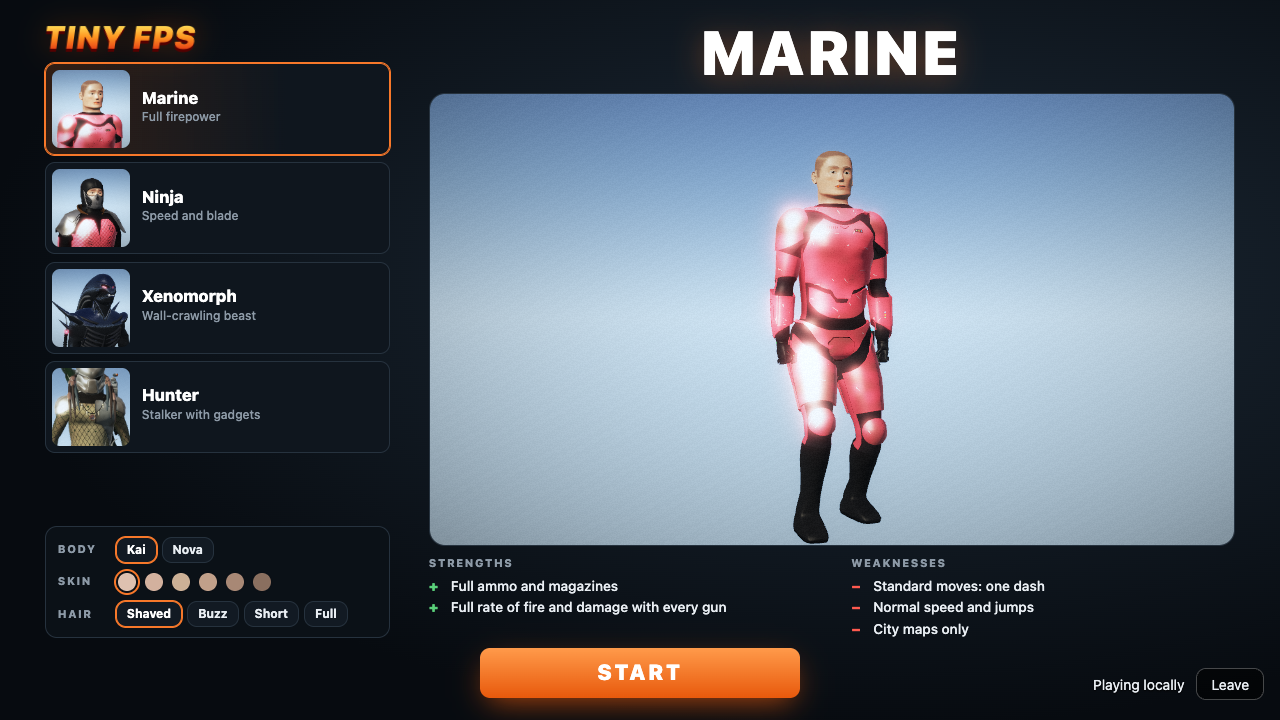 TINY FPS
Marine
Full firepower
Ninja
Speed and blade
Xenomorph
Wall-crawling beast
Hunter
Stalker with gadgets
BODY Kai Nova
SKIN
HAIR Shaved Buzz Short Full
MARINE
STRENGTHS
+ Full ammo and magazines
+ Full rate of fire and damage with every gun
WEAKNESSES
– Standard moves: one dash
– Normal speed and jumps
– City maps only
START
Playing locally Leave